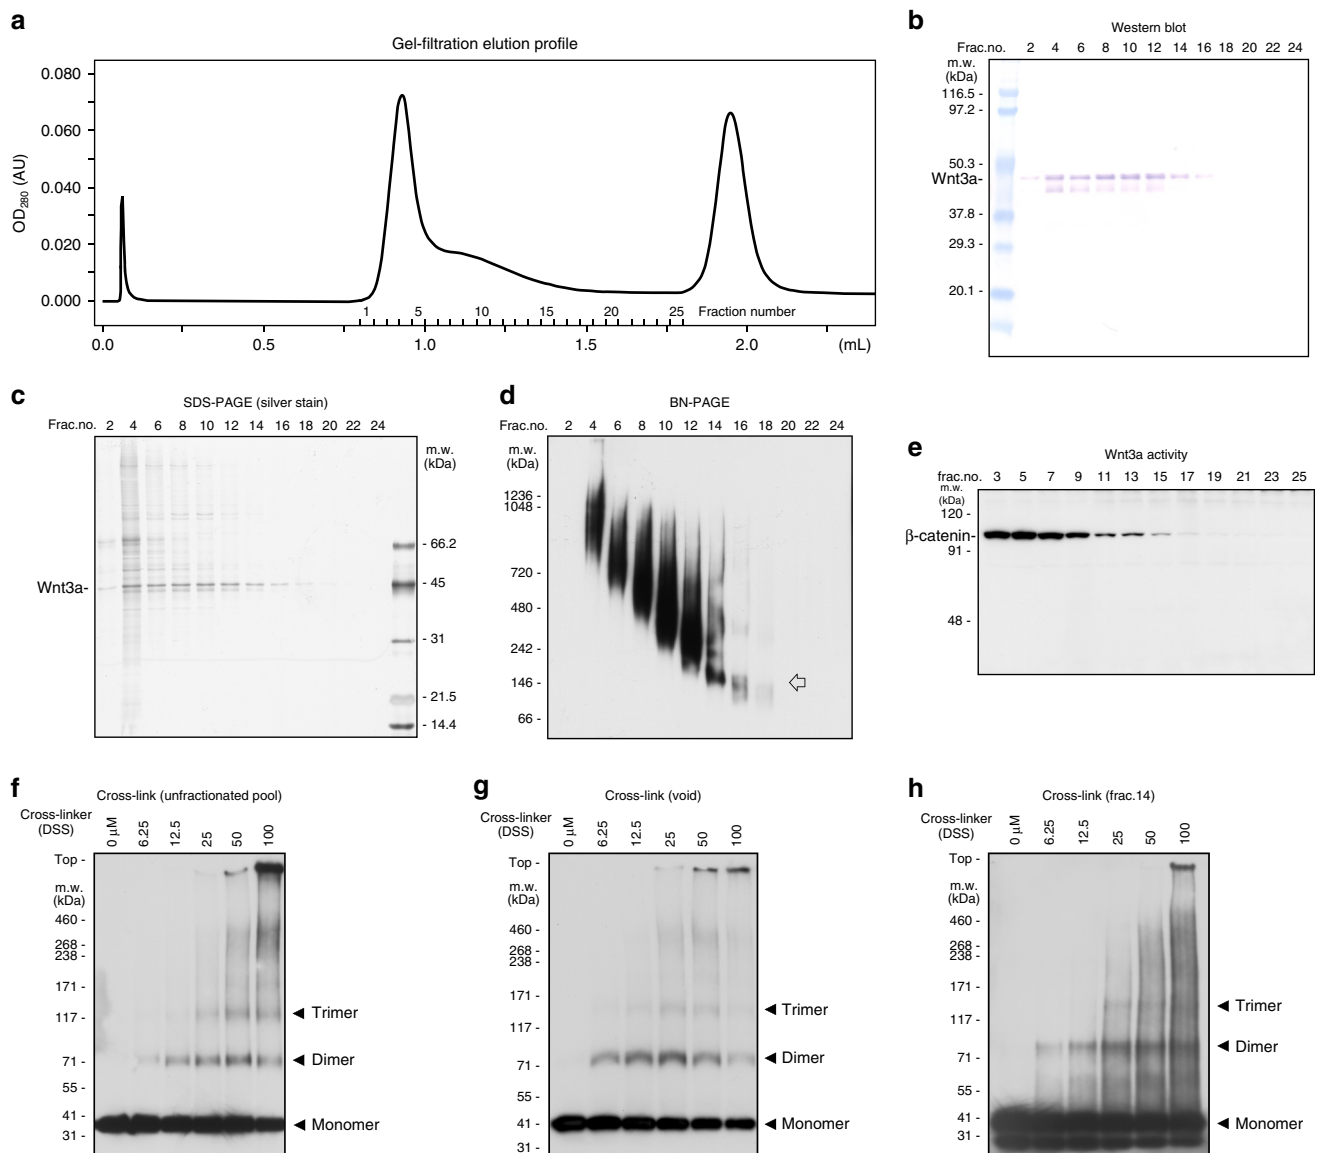 a
Gel-filtration elution profile
OD280 (AU)
0.080
0.060
0.040
0.020
0.000
1 5 10 15 20 25 Fraction number
0.0 0.5 1.0 1.5 2.0 (mL)
b
Western blot
Frac.no. 2 4 6 8 10 12 14 16 18 20 22 24
m.w.
(kDa)
116.5 -
97.2 -
50.3 -
Wnt3a-
37.8 -
29.3 -
20.1 -
c
SDS-PAGE (silver stain)
Frac.no. 2 4 6 8 10 12 14 16 18 20 22 24
m.w.
(kDa)
- 66.2
Wnt3a-
- 45
- 31
- 21.5
- 14.4
d
BN-PAGE
Frac.no. 2 4 6 8 10 12 14 16 18 20 22 24
m.w.
(kDa)
1236 -
1048 -
720 -
480 -
242 -
146 -
66 -
e
Wnt3a activity
frac.no. 3 5 7 9 11 13 15 17 19 21 23 25
m.w.
(kDa)
120 -
β-catenin-
91 -
48 -
f
Cross-link (unfractionated pool)
Cross-linker
(DSS)
0 µM 6.25 12.5 25 50 100
Top -
m.w.
(kDa)
460 -
268 -
238 -
171 -
117 -
71 -
55 -
41 -
31 -
Trimer
Dimer
Monomer
g
Cross-link (void)
Cross-linker
(DSS)
0 µM 6.25 12.5 25 50 100
Top -
m.w.
(kDa)
460 -
268 -
238 -
171 -
117 -
71 -
55 -
41 -
31 -
Trimer
Dimer
Monomer
h
Cross-link (frac.14)
Cross-linker
(DSS)
0 µM 6.25 12.5 25 50 100
Top -
m.w.
(kDa)
460 -
268 -
238 -
171 -
117 -
71 -
55 -
41 -
31 -
Trimer
Dimer
Monomer